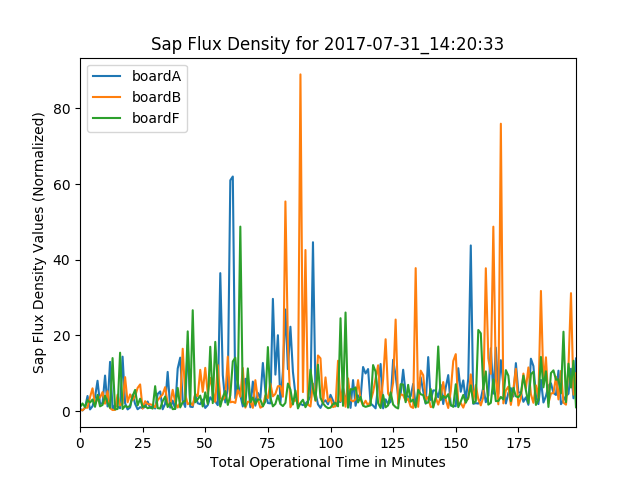 Sap Flux Density for 2017-07-31_14:20:33
boardA
boardB
boardF
Sap Flux Density Values (Normalized)
80
60
40
20
0
0 25 50 75 100 125 150 175
Total Operational Time in Minutes